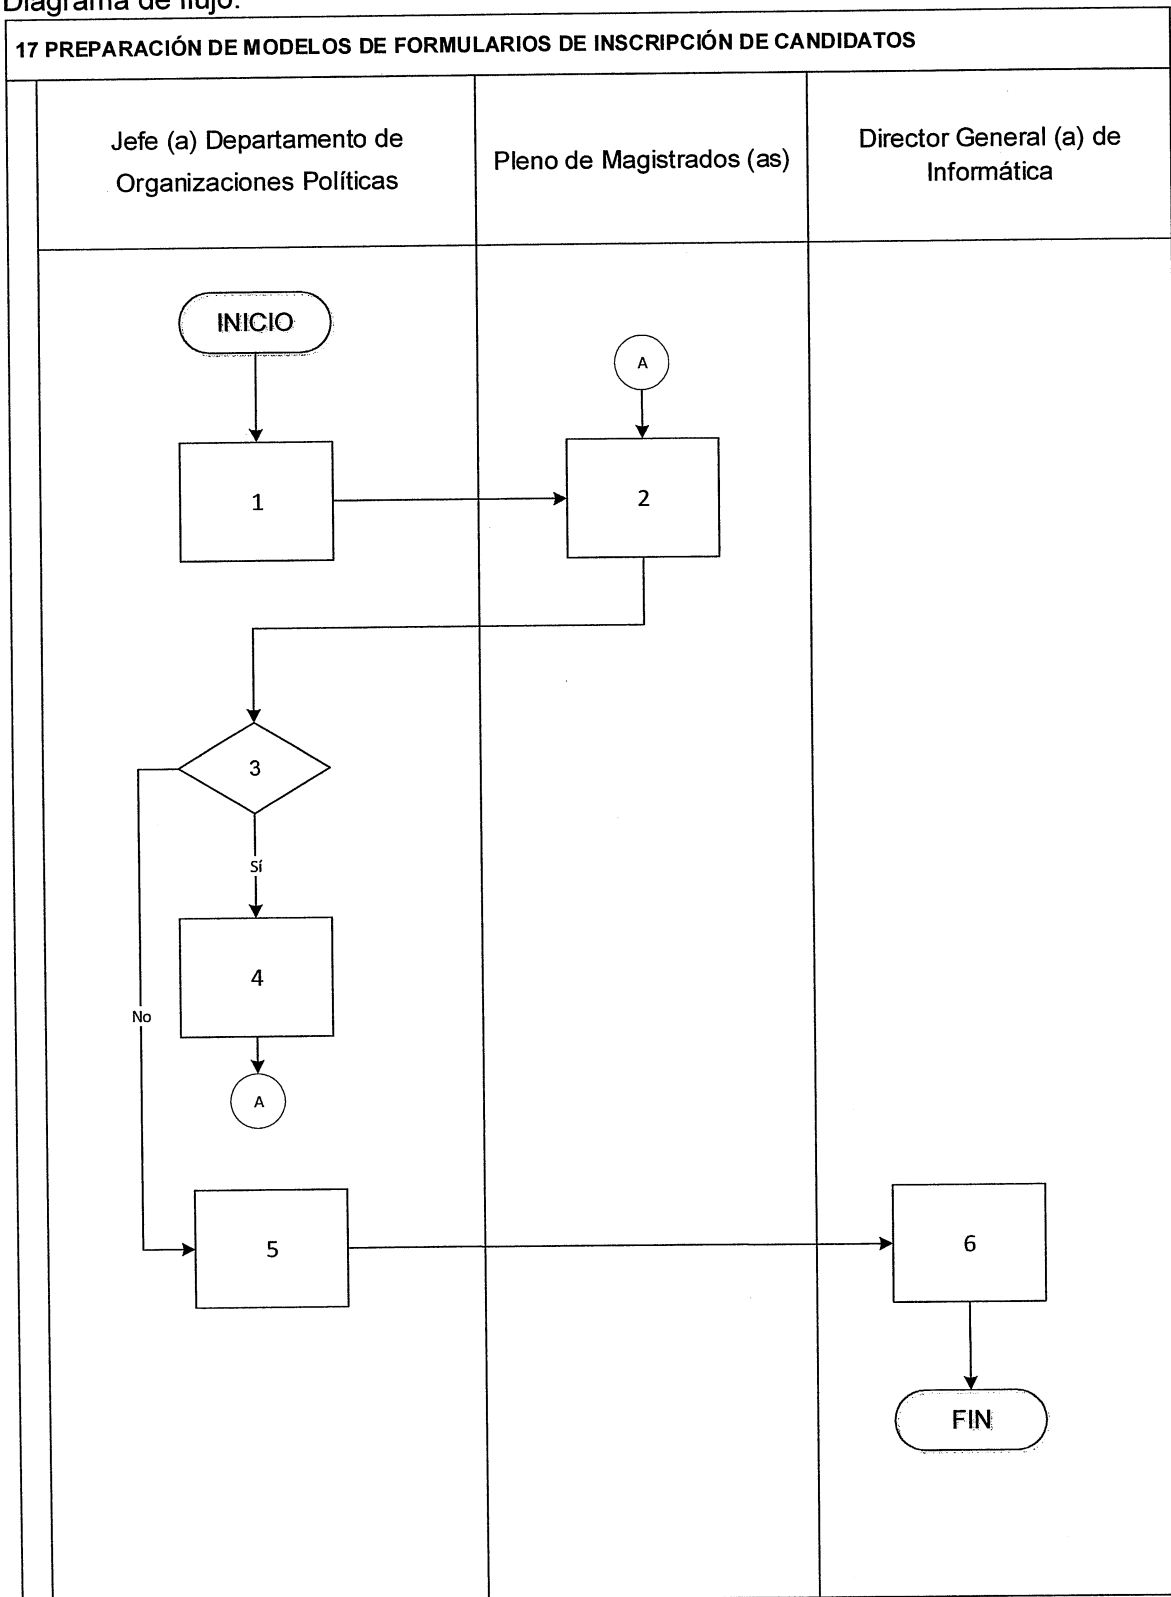 Diagrama de flujo:
17 PREPARACIÓN DE MODELOS DE FORMULARIOS DE INSCRIPCIÓN DE CANDIDATOS
Jefe (a) Departamento de
Organizaciones Políticas
Pleno de Magistrados (as)
Director General (a) de
Informática
INICIO
A
1
2
3
Sí
4
No
A
5
6
FIN